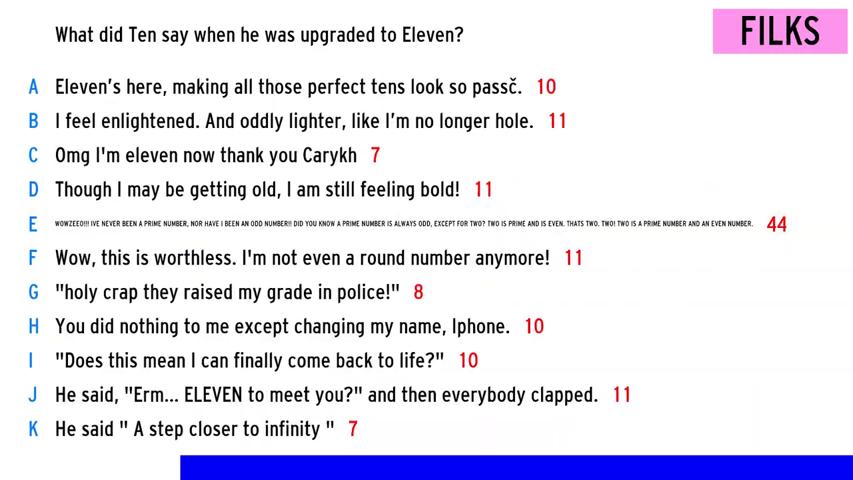 What did Ten say when he was upgraded to Eleven?
FILKS
A Eleven's here, making all those perfect tens look so passč. 10
B I feel enlightened. And oddly lighter, like I'm no longer hole. 11
C Omg I'm eleven now thank you Carykh 7
D Though I may be getting old, I am still feeling bold! 11
E WOWZEEO!!! IVE NEVER BEEN A PRIME NUMBER, NOR HAVE I BEEN AN ODD NUMBER!! DID YOU KNOW A PRIME NUMBER IS ALWAYS ODD, EXCEPT FOR TWO? TWO IS PRIME AND IS EVEN. THATS TWO. TWO! TWO IS A PRIME NUMBER AND AN EVEN NUMBER. 44
F Wow, this is worthless. I'm not even a round number anymore! 11
G "holy crap they raised my grade in police!" 8
H You did nothing to me except changing my name, Iphone. 10
I "Does this mean I can finally come back to life?" 10
J He said, "Erm... ELEVEN to meet you?" and then everybody clapped. 11
K He said " A step closer to infinity " 7